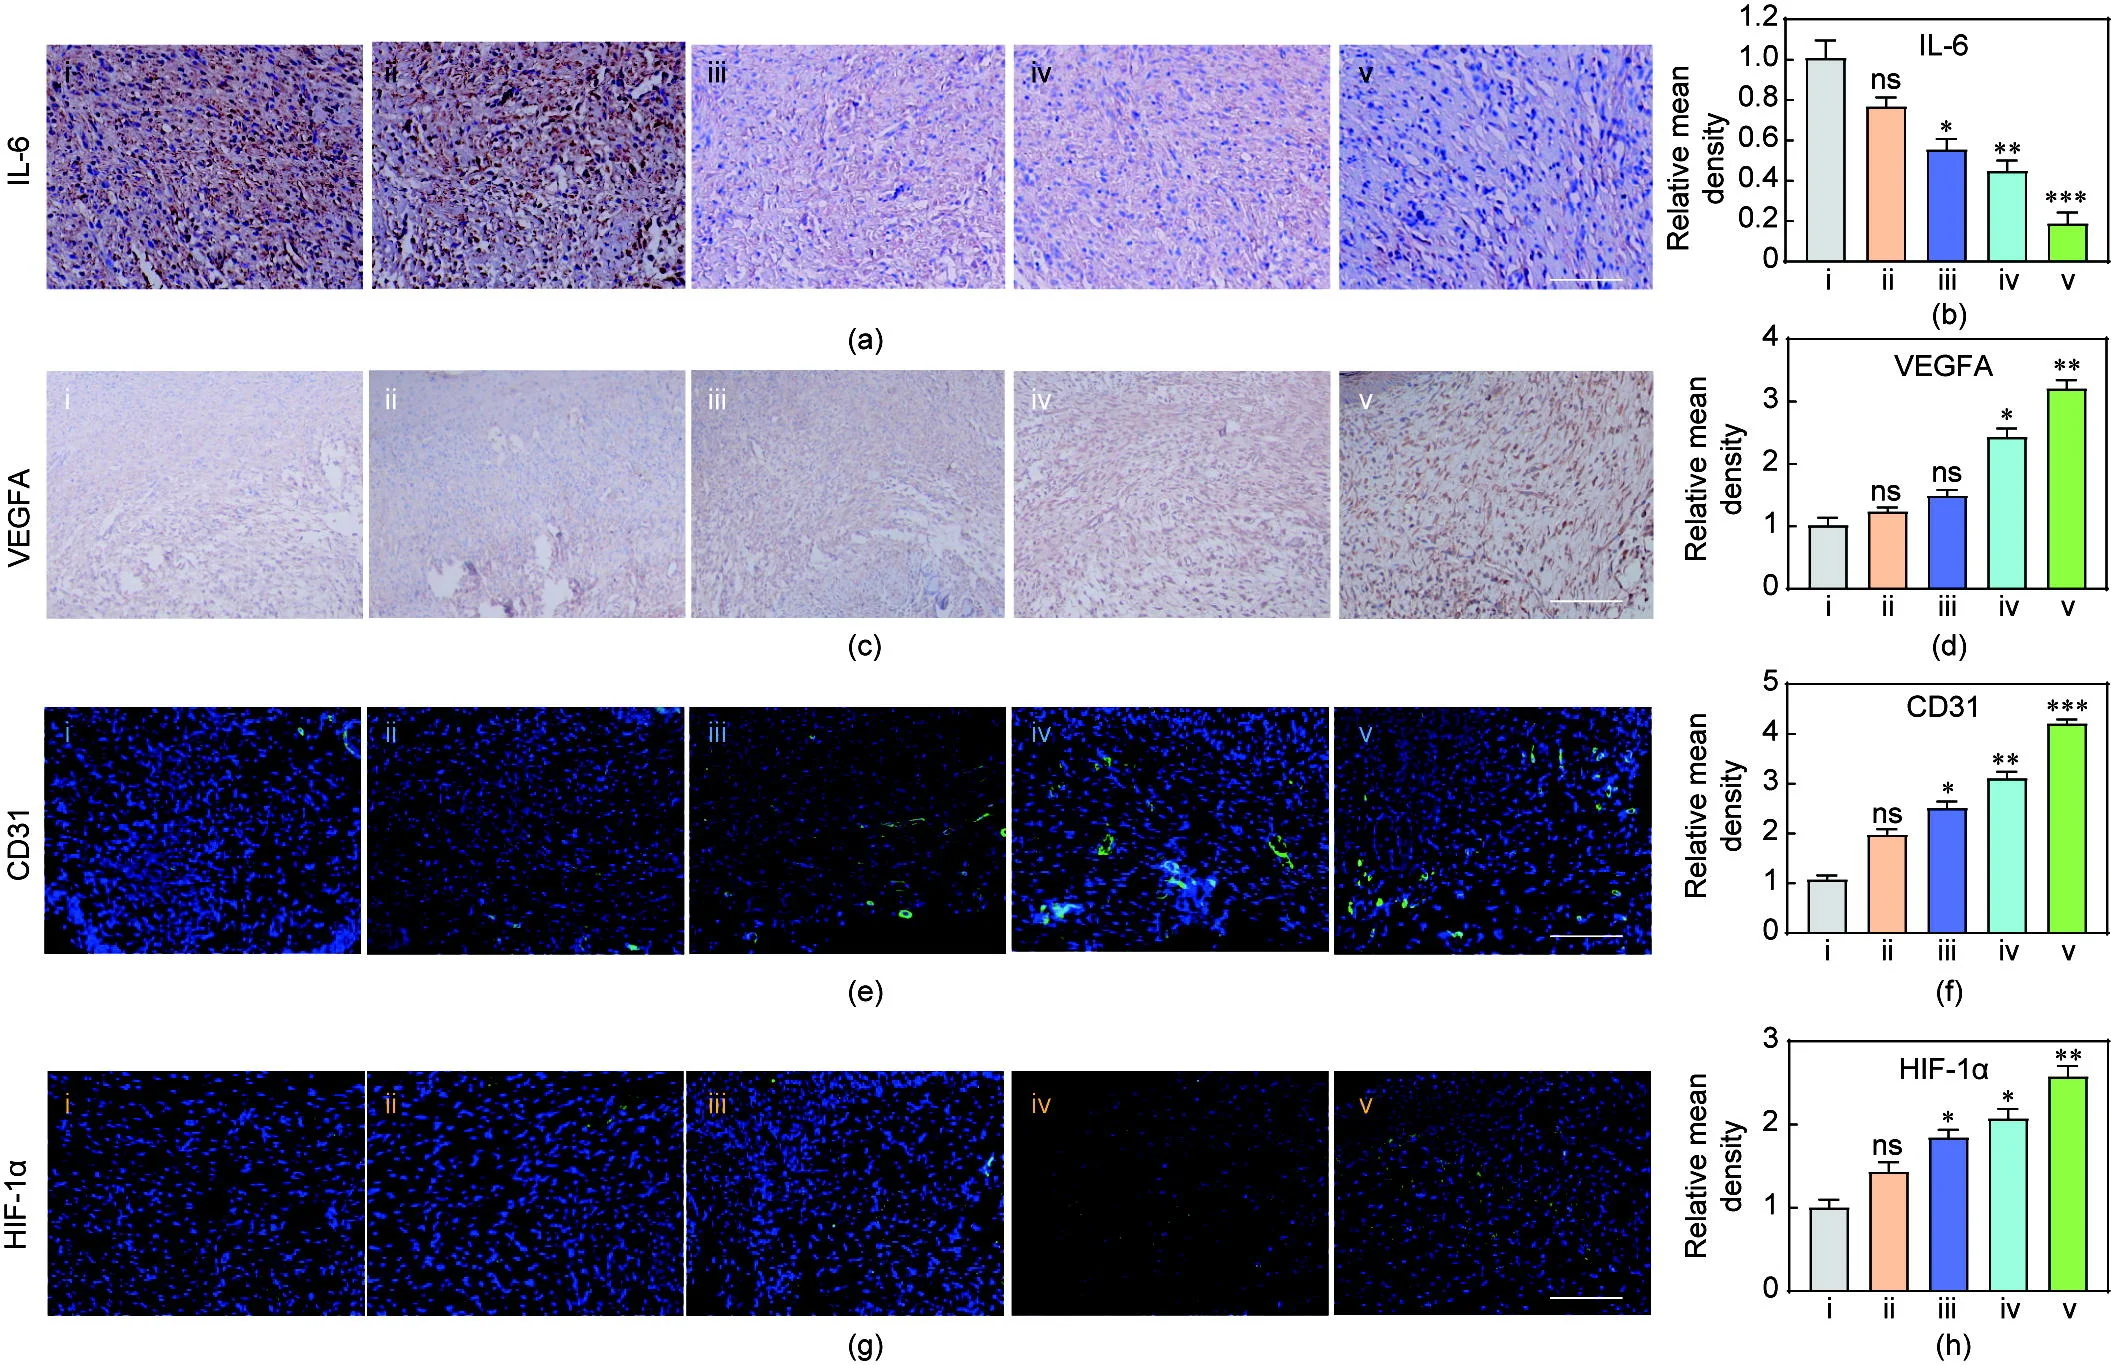 IL-6
i ii iii iv v
(a)
IL-6
Relative mean
density
1.2
1.0
0.8
0.6
0.4
0.2
0
ns * ** ***
i ii iii iv v
(b)
VEGFA
i ii iii iv v
(c)
VEGFA
Relative mean
density
4
3
2
1
0
ns ns * **
i ii iii iv v
(d)
CD31
i ii iii iv v
(e)
CD31
Relative mean
density
5
4
3
2
1
0
ns * ** ***
i ii iii iv v
(f)
HIF-1α
i ii iii iv v
(g)
HIF-1α
Relative mean
density
3
2
1
0
ns * * **
i ii iii iv v
(h)